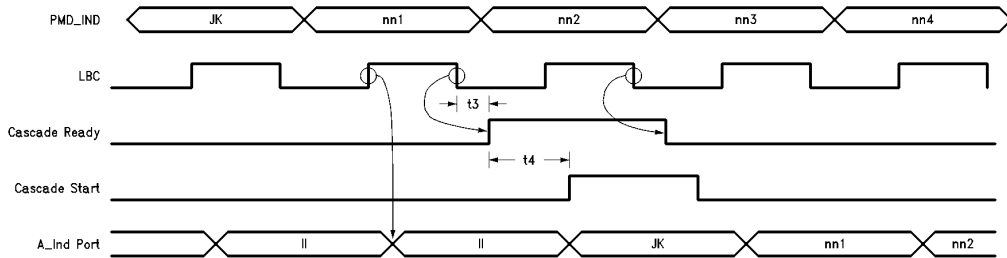 PMD_IND JK nn1 nn2 nn3 nn4
LBC
t3
Cascade Ready
t4
Cascade Start
A_Ind Port II II JK nn1 nn2